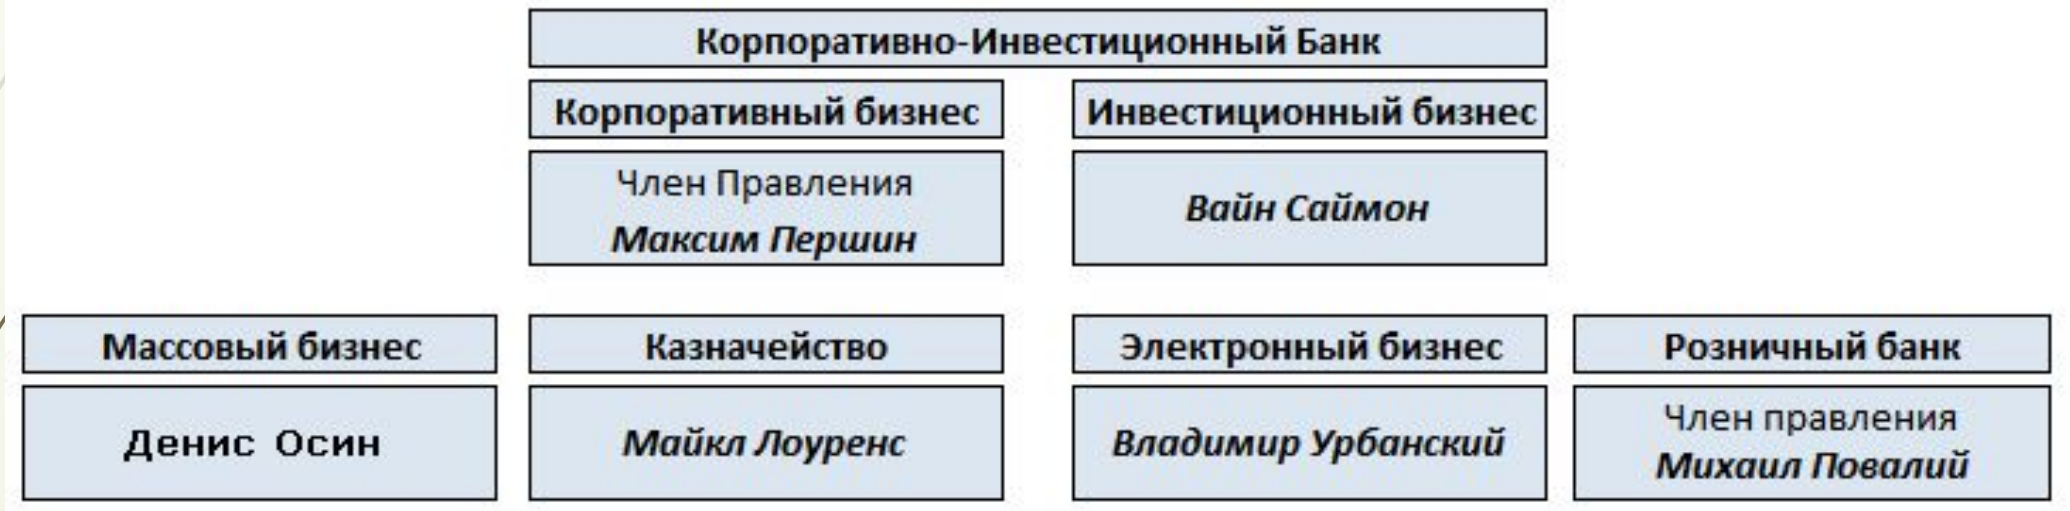 Корпоративно-Инвестиционный Банк
Корпоративный бизнес
Инвестиционный бизнес
Член Правления
Максим Першин
Вайн Саймон
Массовый бизнес
Казначейство
Электронный бизнес
Розничный банк
Денис Осин
Майкл Лоуренс
Владимир Урбанский
Член правления
Михаил Повалий